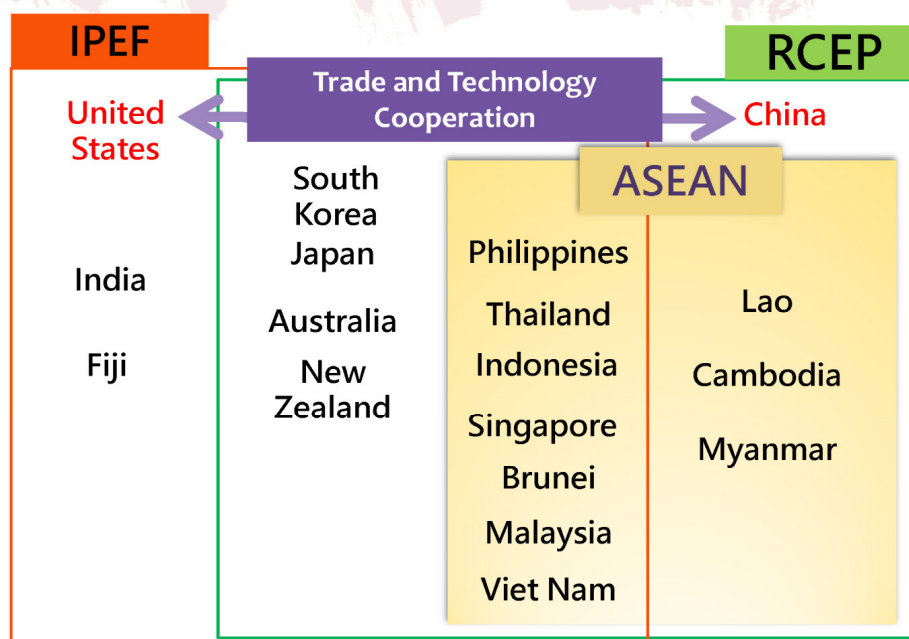 IPEF
RCEP
Trade and Technology
Cooperation
United
States
China
ASEAN
India
Fiji
South
Korea
Japan
Australia
New
Zealand
Philippines
Thailand
Indonesia
Singapore
Brunei
Malaysia
Viet Nam
Lao
Cambodia
Myanmar